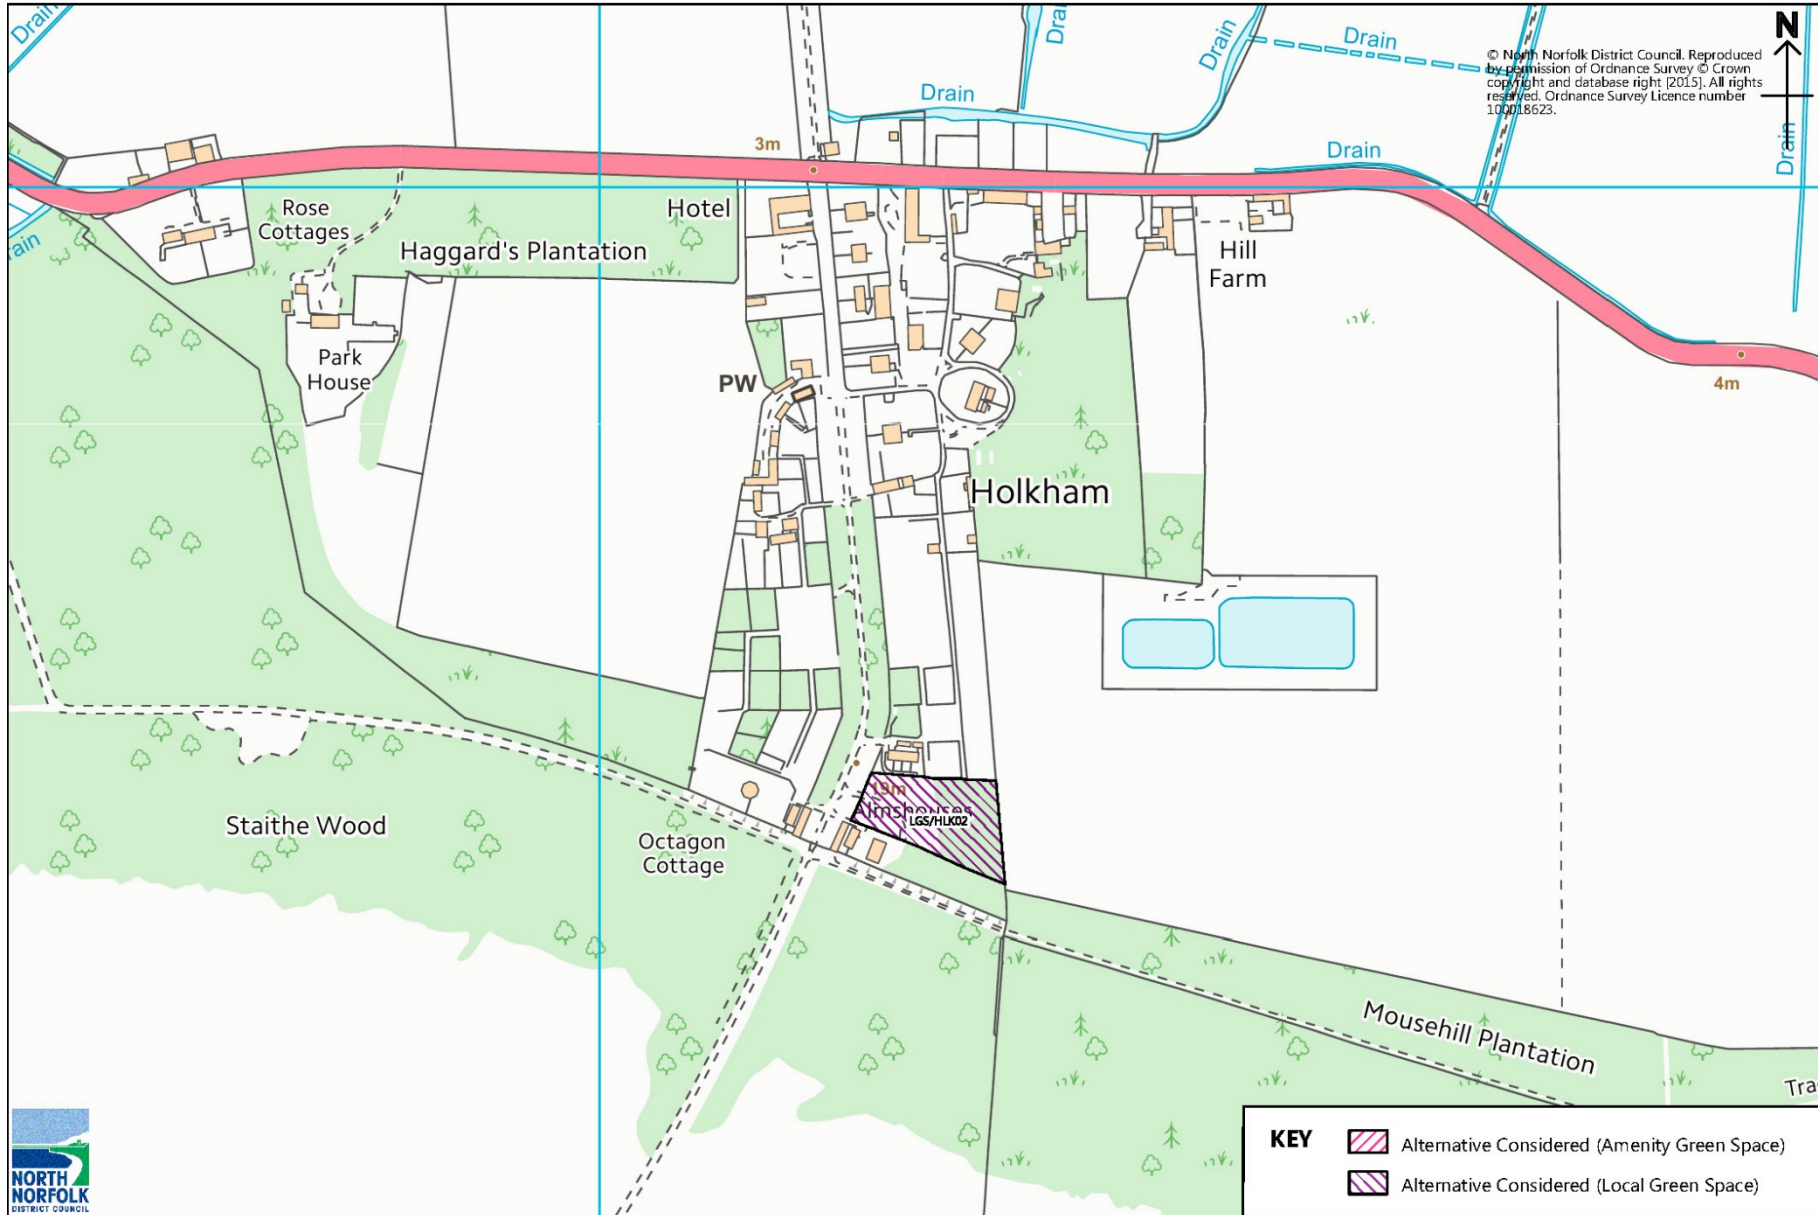 Drain
Drain
Drain
Drain
N
© North Norfolk District Council. Reproduced
by permission of Ordnance Survey © Crown
copyright and database right [2015]. All rights
reserved. Ordnance Survey Licence number
100018623.
Drain
3m
Drain
Drain
Rose
Cottages
Hotel
Haggard's Plantation
Hill
Farm
Park
House
PW
4m
Holkham
19m
Almshouses
LGS/HLK02
Staithe Wood
Octagon
Cottage
Mousehill Plantation
Tra
KEY
Alternative Considered (Amenity Green Space)
Alternative Considered (Local Green Space)
NORTH
NORFOLK
DISTRICT COUNCIL